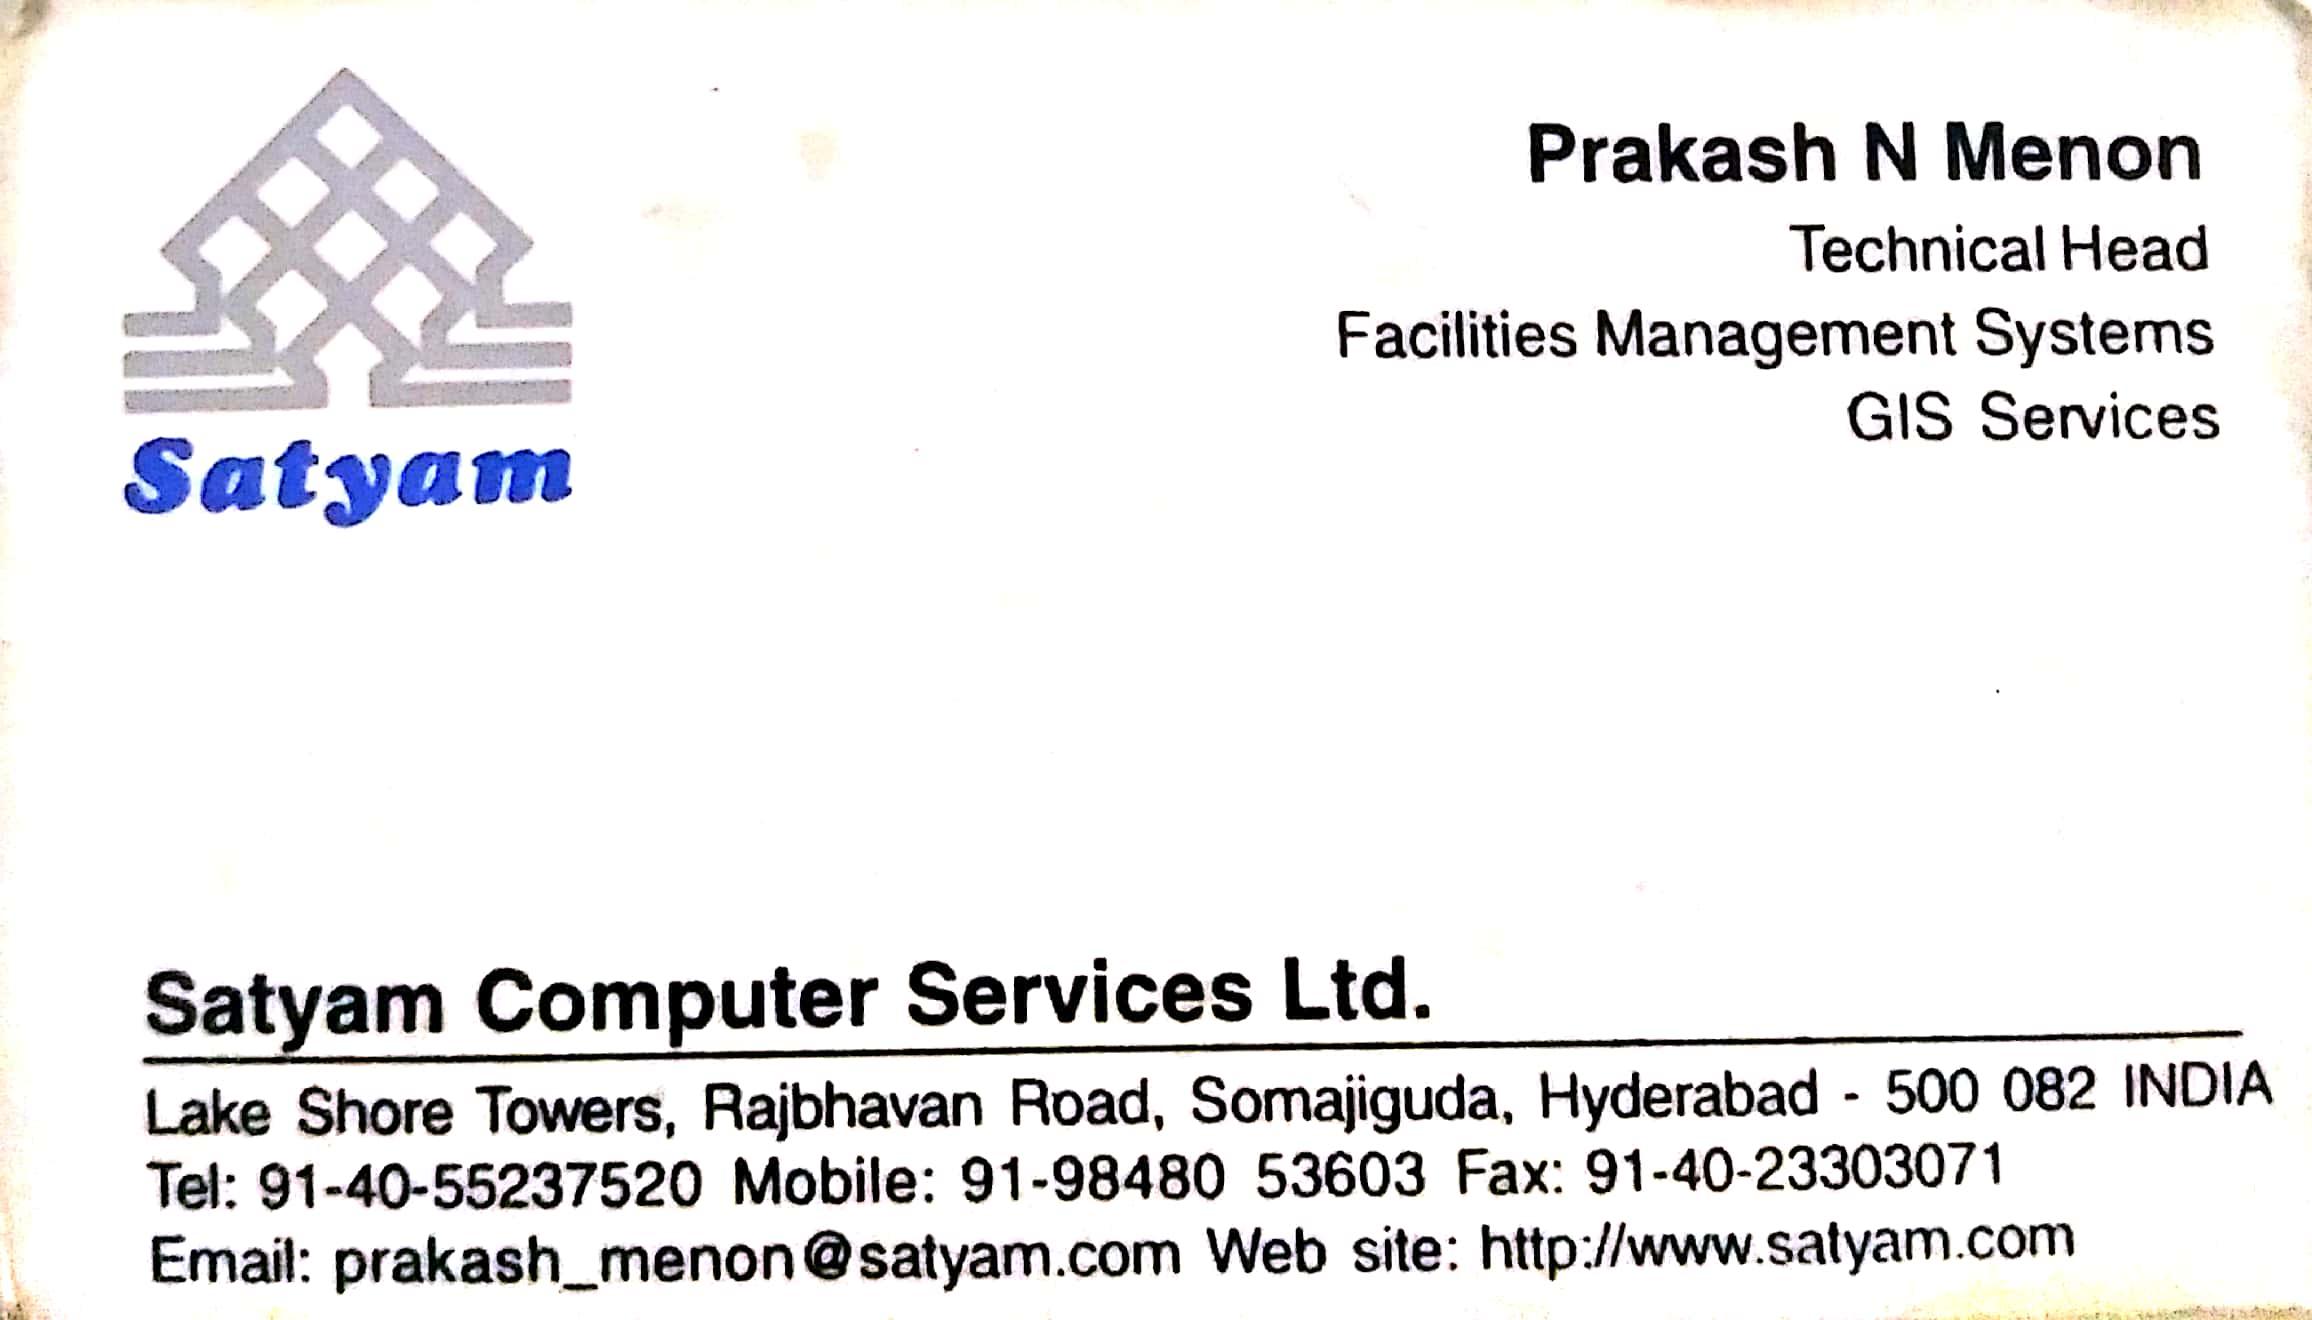 Satyam
Prakash N Menon
Technical Head
Facilities Management Systems
GIS Services
Satyam Computer Services Ltd.
Lake Shore Towers, Rajbhavan Road, Somajiguda, Hyderabad - 500 082 INDIA
Tel: 91-40-55237520 Mobile: 91-98480 53603 Fax: 91-40-23303071
Email: prakash_menon@satyam.com Web site: http://www.satyam.com